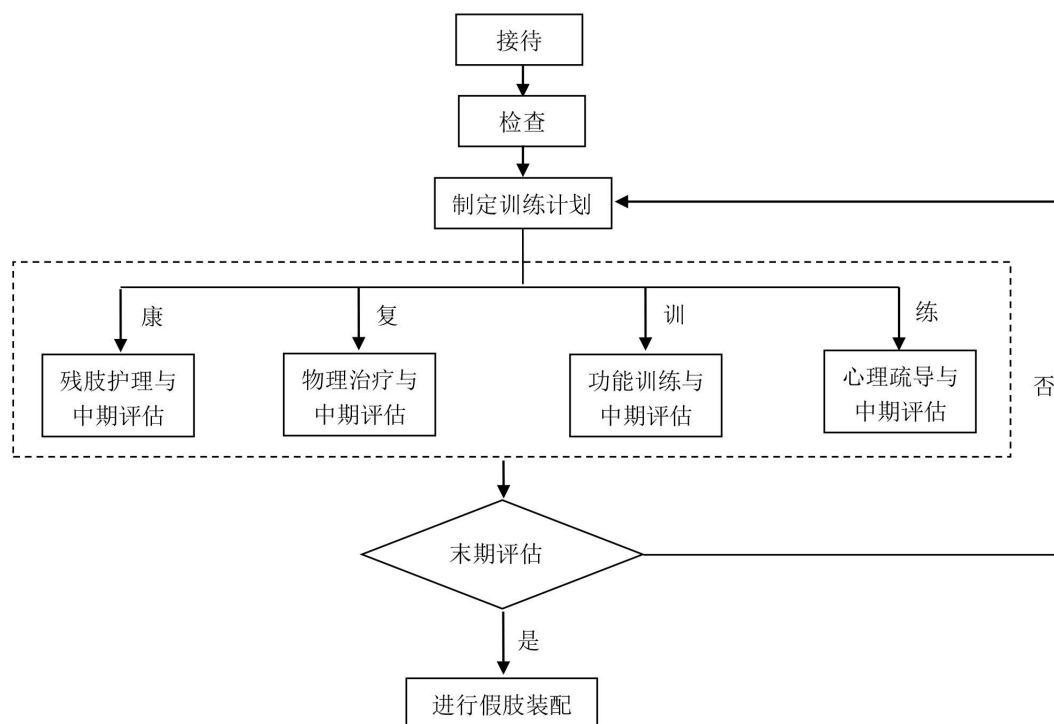 接待
检查
制定训练计划
康
复
训
练
残肢护理与
中期评估
物理治疗与
中期评估
功能训练与
中期评估
心理疏导与
中期评估
否
末期评估
是
进行假肢装配